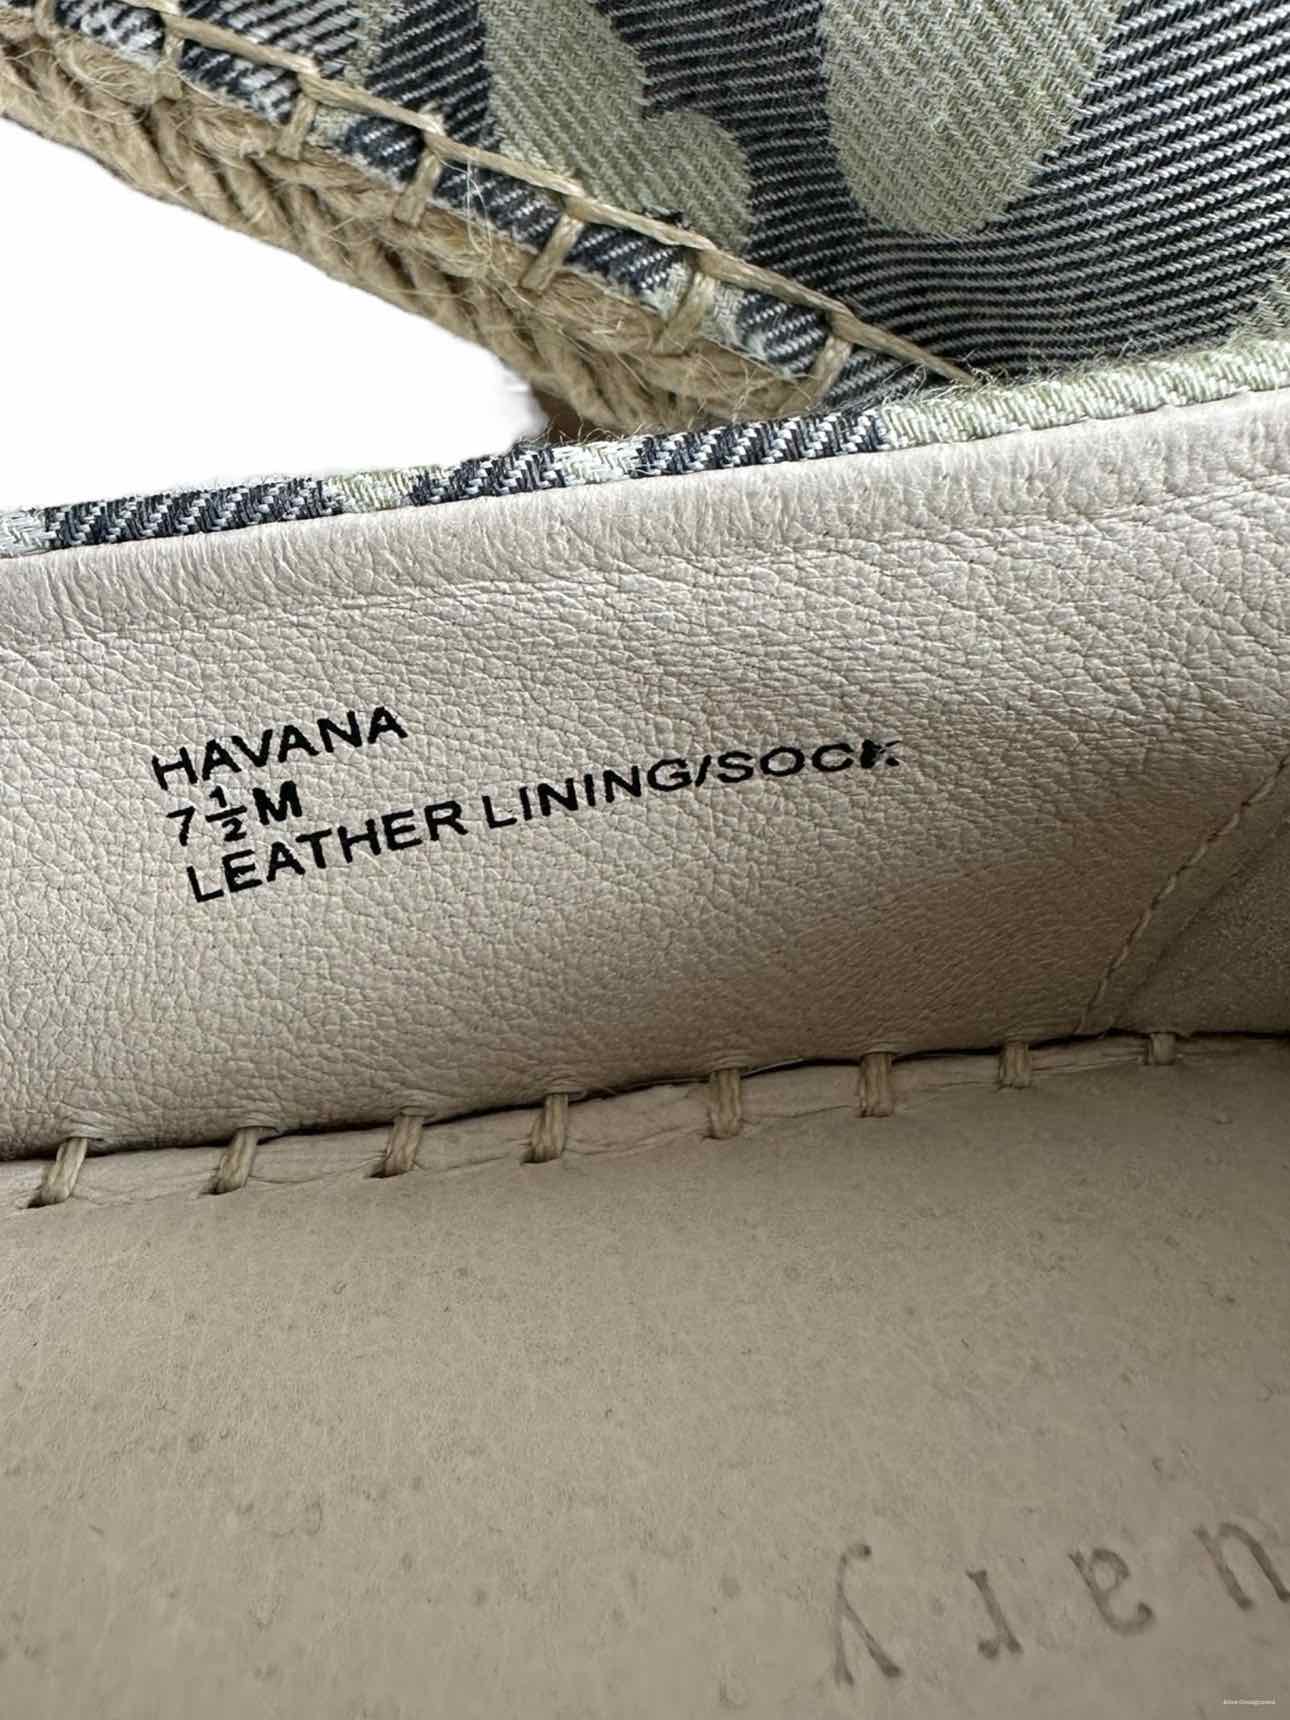 HAVANA
7 ½ M
LEATHER LINING/SOCK